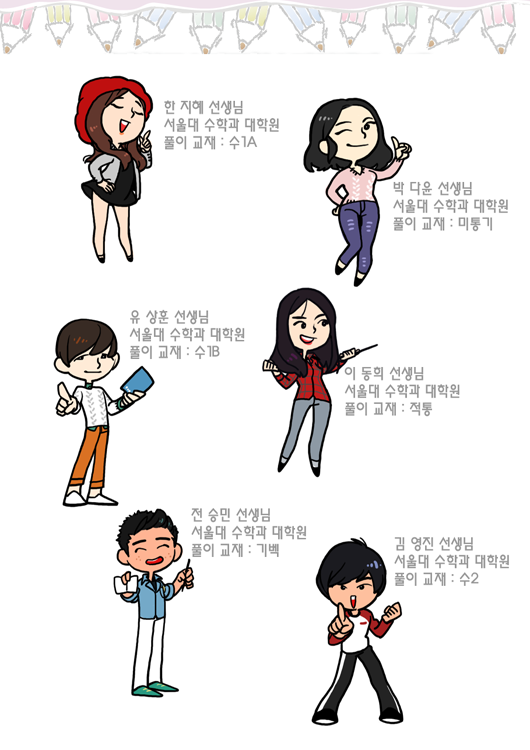 한 지혜 선생님
서울대 수학과 대학원
풀이 교재 : 수1A
박 다윤 선생님
서울대 수학과 대학원
풀이 교재 : 미통기
유 상훈 선생님
서울대 수학과 대학원
풀이 교재 : 수1B
이 동희 선생님
서울대 수학과 대학원
풀이 교재 : 적통
전 승민 선생님
서울대 수학과 대학원
풀이 교재 : 기벡
김 영진 선생님
서울대 수학과 대학원
풀이 교재 : 수2